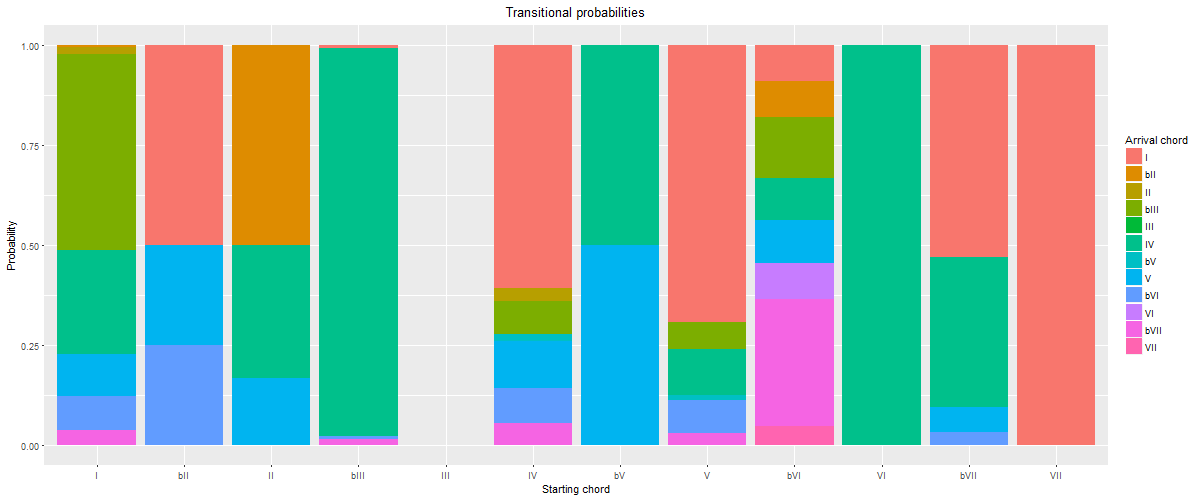 Transitional probabilities
Probability
1.00
0.75
0.50
0.25
0.00
I bII II bIII III IV bV V bVI VI bVII VII
Starting chord
Arrival chord
I
bII
II
bIII
III
IV
bV
V
bVI
VI
bVII
VII